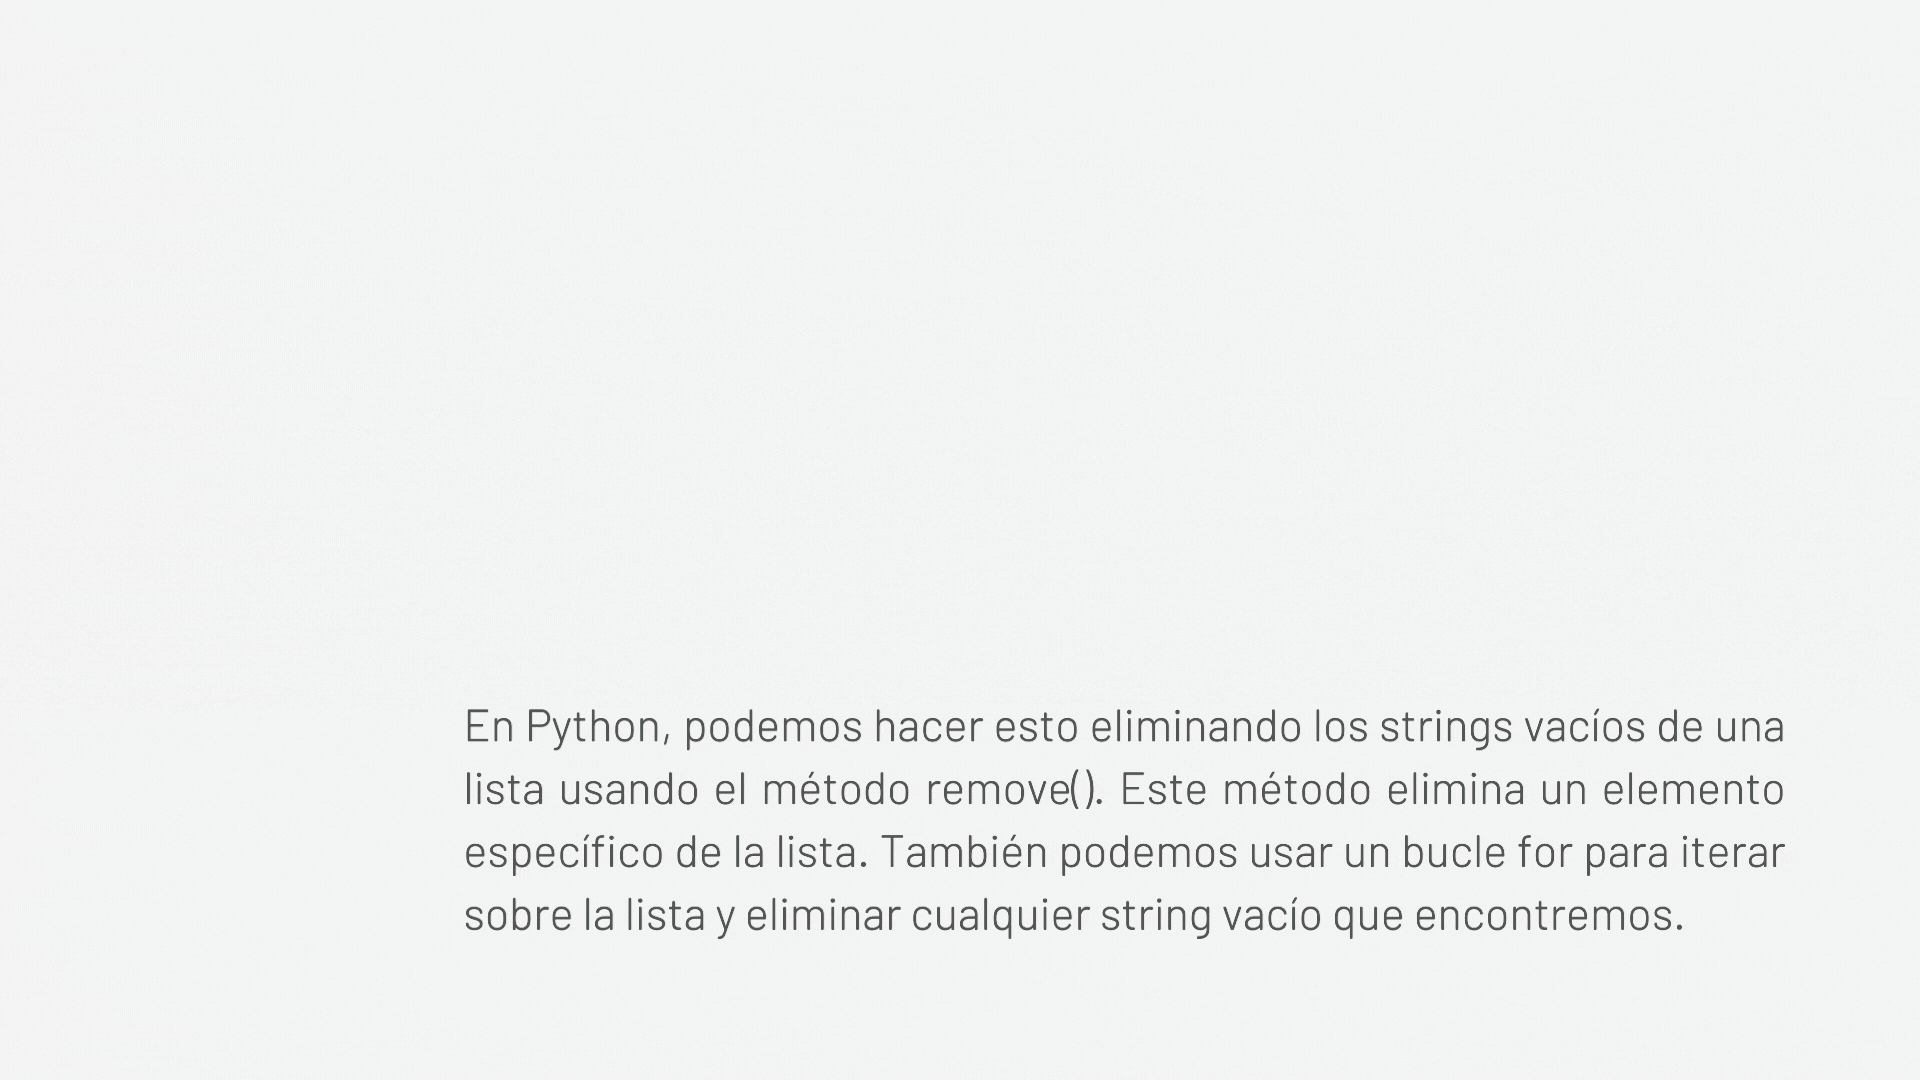 En Python, podemos hacer esto eliminando los strings vacíos de una
lista usando el método remove(). Este método elimina un elemento
específico de la lista. También podemos usar un bucle for para iterar
sobre la lista y eliminar cualquier string vacío que encontremos.